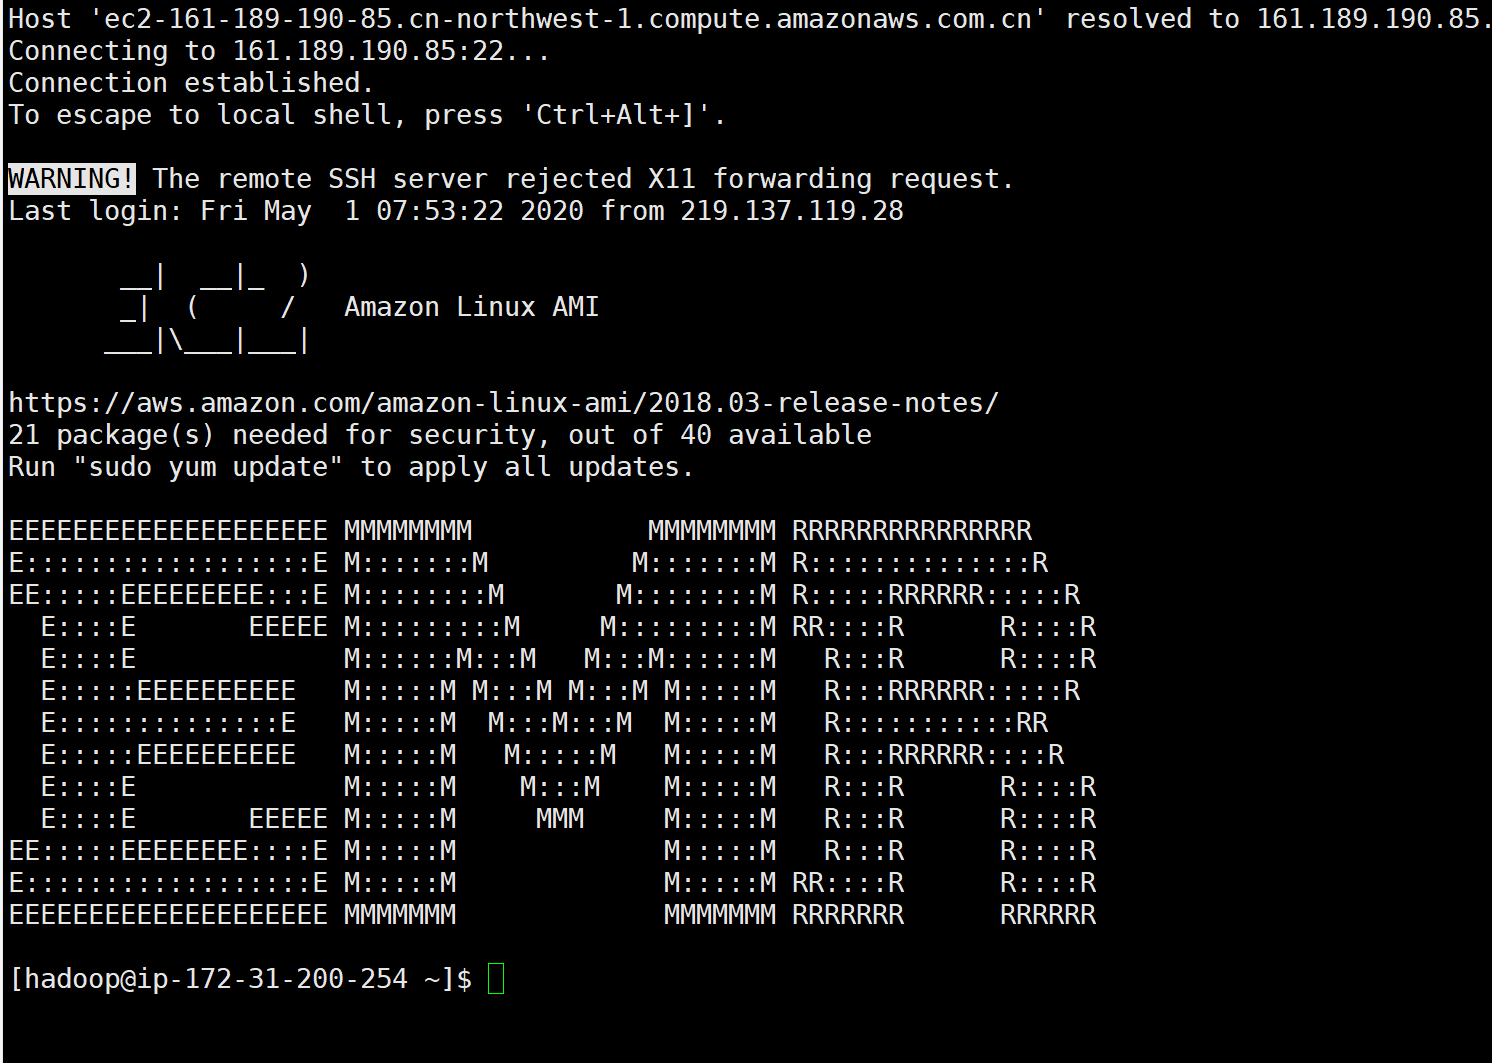 Host 'ec2-161-189-190-85.cn-northwest-1.compute.amazonaws.com.cn' resolved to 161.189.190.85.
Connecting to 161.189.190.85:22...
Connection established.
To escape to local shell, press 'Ctrl+Alt+]'.

WARNING! The remote SSH server rejected X11 forwarding request.
Last login: Fri May  1 07:53:22 2020 from 219.137.119.28

       __|  __|_  )
       _|  (     /   Amazon Linux AMI
      ___|\___|___|

https://aws.amazon.com/amazon-linux-ami/2018.03-release-notes/
21 package(s) needed for security, out of 40 available
Run "sudo yum update" to apply all updates.

EEEEEEEEEEEEEEEEEEEE MMMMMMMM           MMMMMMMM RRRRRRRRRRRRRRR
E::::::::::::::::::E M:::::::M         M:::::::M R::::::::::::::R
EE:::::EEEEEEEEE:::E M::::::::M       M::::::::M R:::::RRRRRR:::::R
  E::::E       EEEEE M:::::::::M     M:::::::::M RR::::R      R::::R
  E::::E             M::::::M:::M   M:::M::::::M   R:::R      R::::R
  E:::::EEEEEEEEEE   M:::::M M:::M M:::M M:::::M   R:::RRRRRR:::::R
  E::::::::::::::E   M:::::M  M:::M:::M  M:::::M   R:::::::::::RR
  E:::::EEEEEEEEEE   M:::::M   M:::::M   M:::::M   R:::RRRRRR::::R
  E::::E             M:::::M    M:::M    M:::::M   R:::R      R::::R
  E::::E       EEEEE M:::::M     MMM     M:::::M   R:::R      R::::R
EE:::::EEEEEEEE::::E M:::::M             M:::::M   R:::R      R::::R
E::::::::::::::::::E M:::::M             M:::::M RR::::R      R::::R
EEEEEEEEEEEEEEEEEEEE MMMMMMM             MMMMMMM RRRRRRR      RRRRRR

[hadoop@ip-172-31-200-254 ~]$